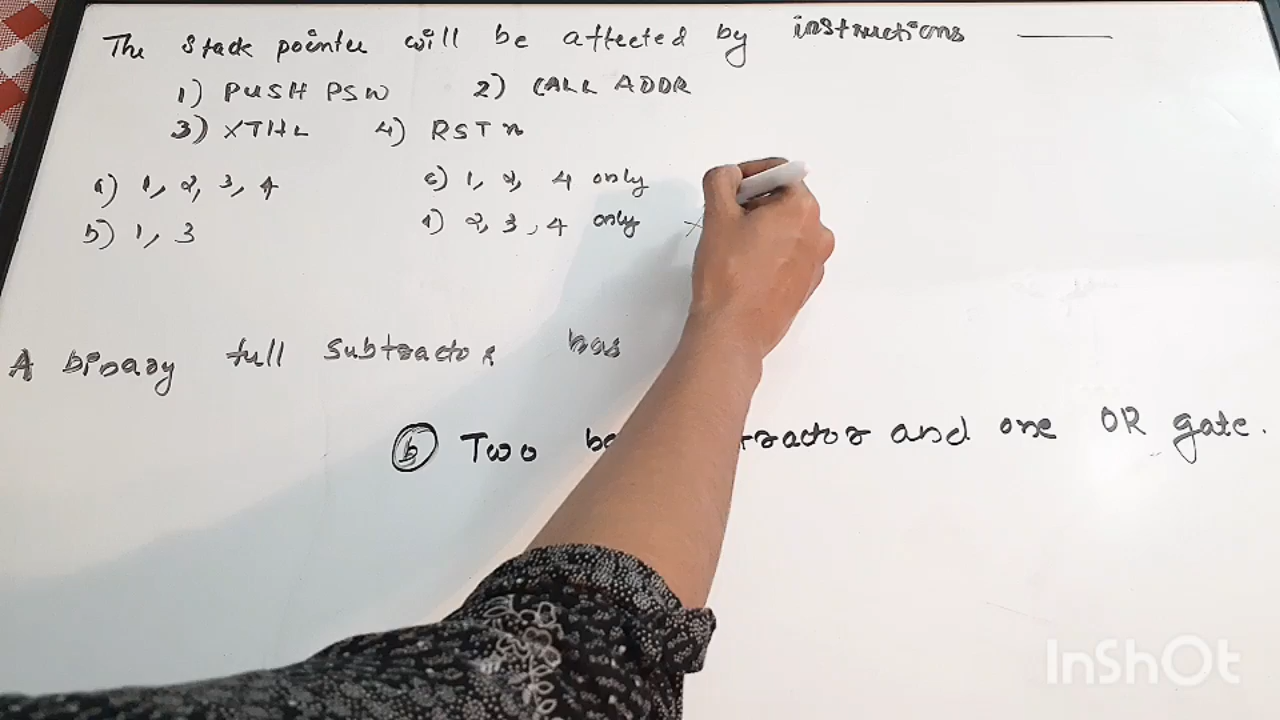 The stack pointer will be affected by instructions ______
1) PUSH PSW 2) CALL ADDR
3) XTHL 4) RST n
a) 1, 2, 3, 4 c) 1, 2, 4 only
b) 1, 3 d) 2, 3, 4 only
A binary full subtractor has
b Two and one OR gate.
InShOt